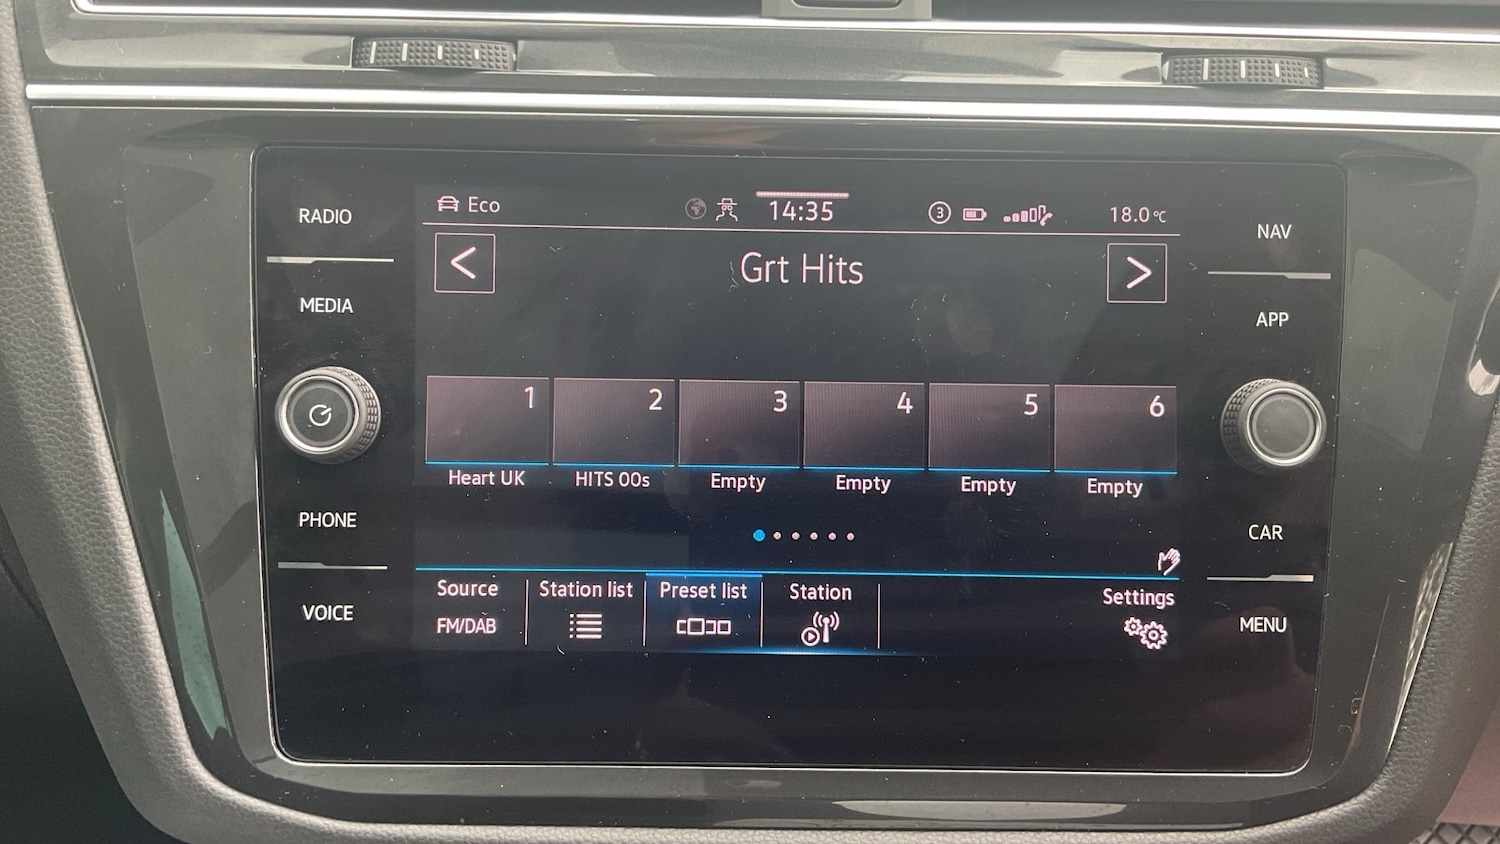 RADIO
MEDIA
PHONE
VOICE
Eco
14:35
3
18.0°C
Grt Hits
1
2
3
4
5
6
Heart UK
HITS 00s
Empty
Empty
Empty
Empty
Source
FM/DAB
Station list
Preset list
Station
Settings
NAV
APP
CAR
MENU